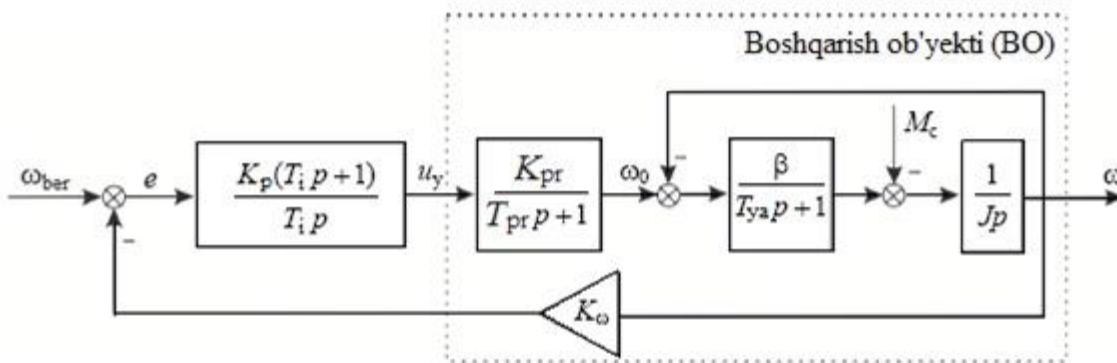 Boshqarish ob'yekti (BO)
ω_ber
e
K_p(T_i p+1)
T_i p
u_y
K_pr
T_pr p+1
ω_0
β
T_ya p+1
M_c
1
Jp
ω
–
–
–
K_ω